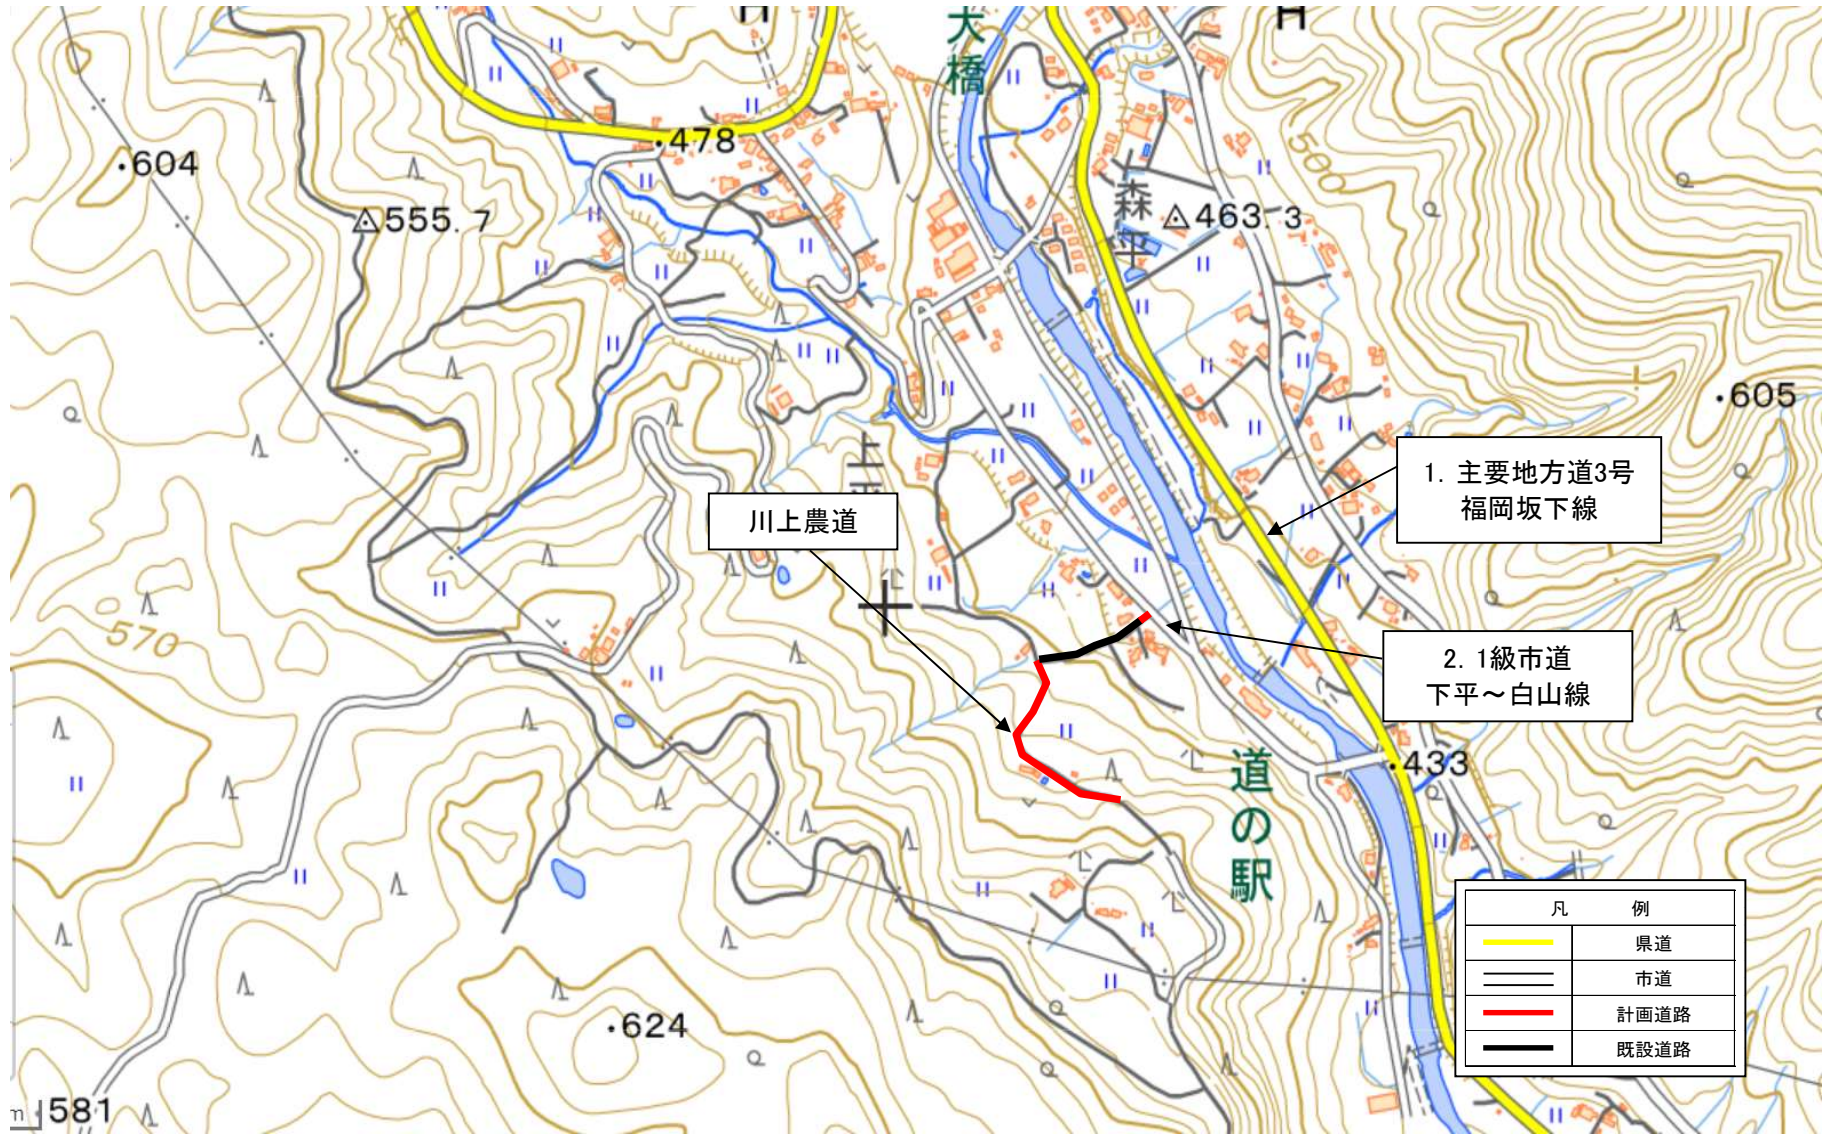 大橋
478
604
555.7
森平
463.3
500
605
1. 主要地方道3号
福岡坂下線
上平
川上農道
570
2. 1級市道
下平～白山線
433
道の駅
凡 例
県道
市道
計画道路
既設道路
624
m
581